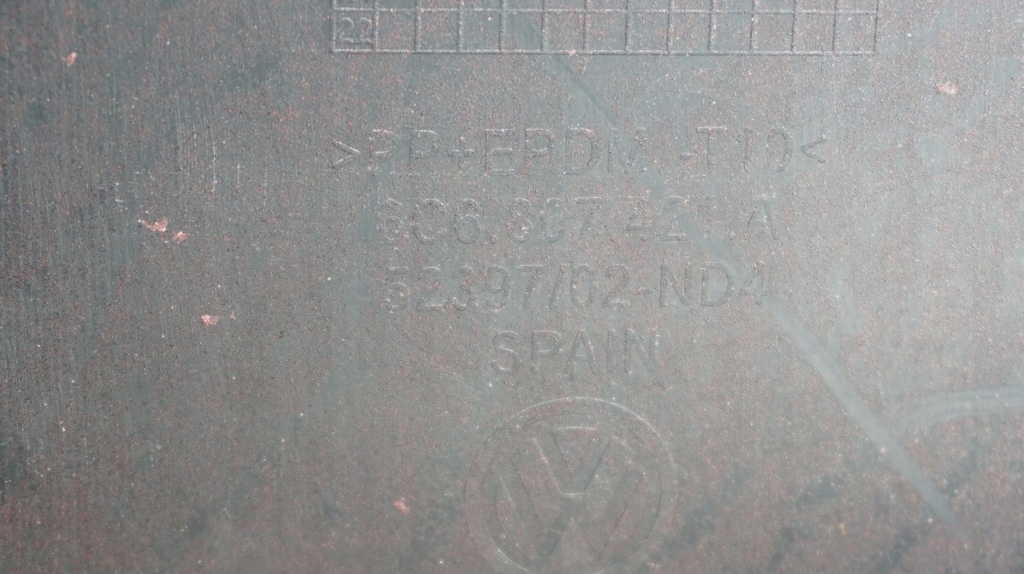 22
>PP+EPDM -T10<
6C6.807.421.A
52397/02-ND4
SPAIN